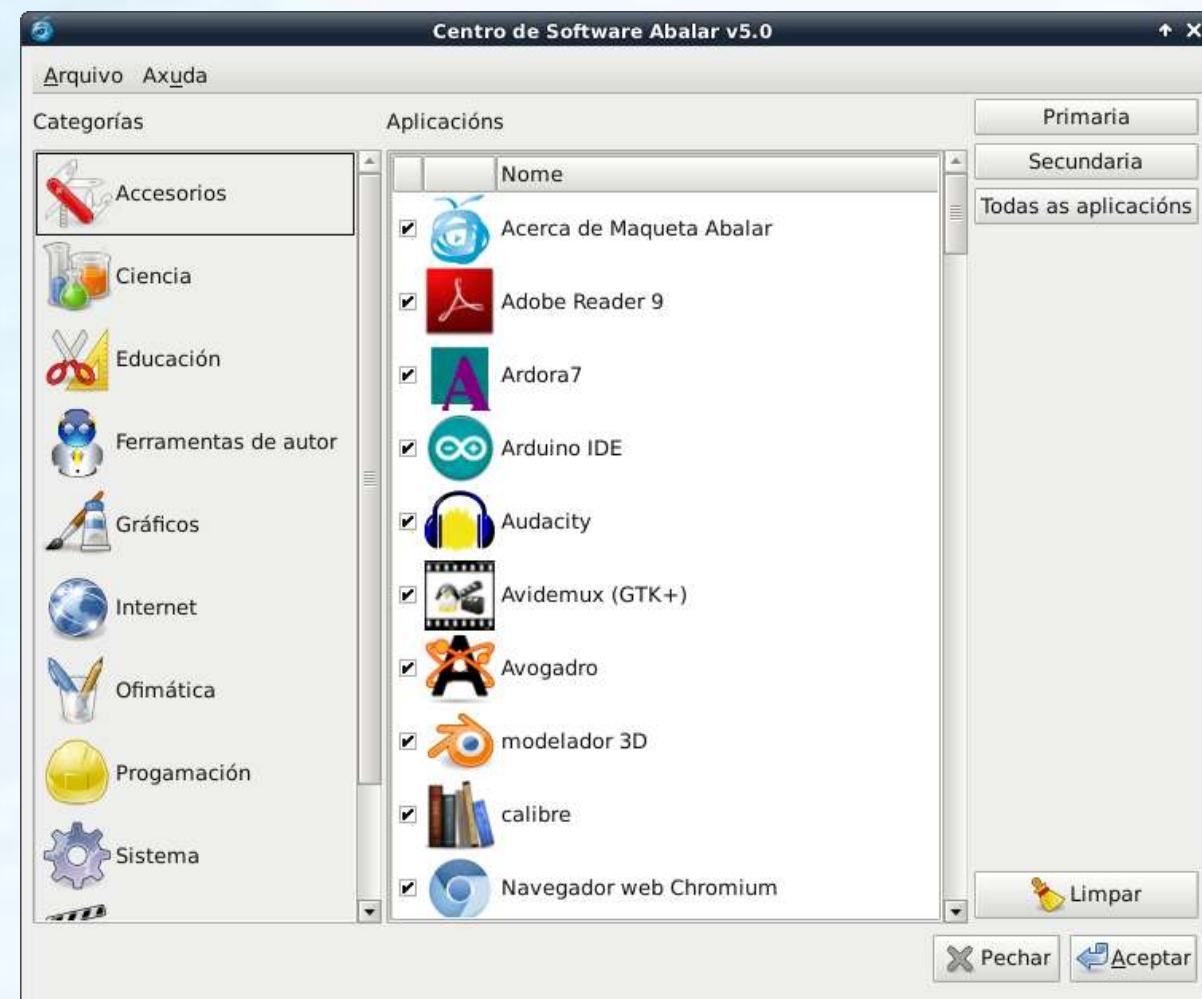 Centro de Software Abalar v5.0
Arquivo Axuda
Categorías
Aplicacións
Accesorios
Ciencia
Educación
Ferramentas de autor
Gráficos
Internet
Ofimática
Progamación
Sistema
Nome
Acerca de Maqueta Abalar
Adobe Reader 9
Ardora7
Arduino IDE
Audacity
Avidemux (GTK+)
Avogadro
modelador 3D
calibre
Navegador web Chromium
Primaria
Secundaria
Todas as aplicacións
Limpar
Pechar
Aceptar